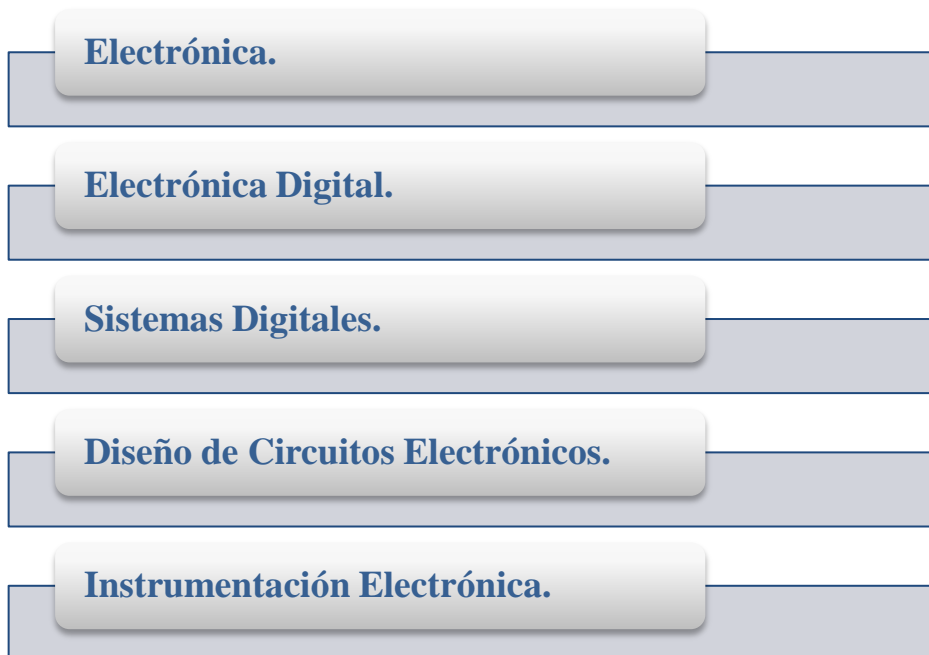 Electrónica.
Electrónica Digital.
Sistemas Digitales.
Diseño de Circuitos Electrónicos.
Instrumentación Electrónica.